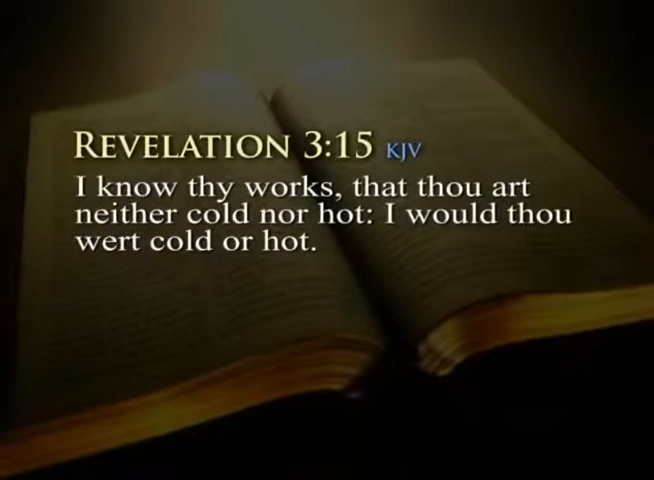 REVELATION 3:15 KJV
I know thy works, that thou art
neither cold nor hot: I would thou
wert cold or hot.